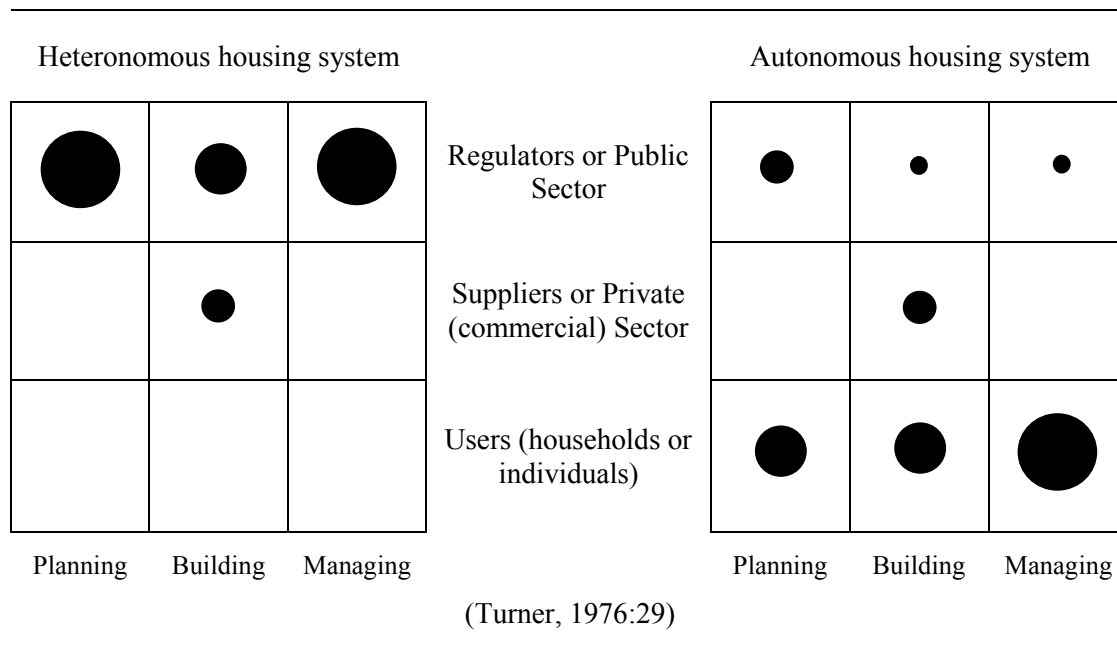 Heteronomous housing system
Autonomous housing system
Regulators or Public
Sector
Suppliers or Private
(commercial) Sector
Users (households or
individuals)
Planning Building Managing
Planning Building Managing
(Turner, 1976:29)